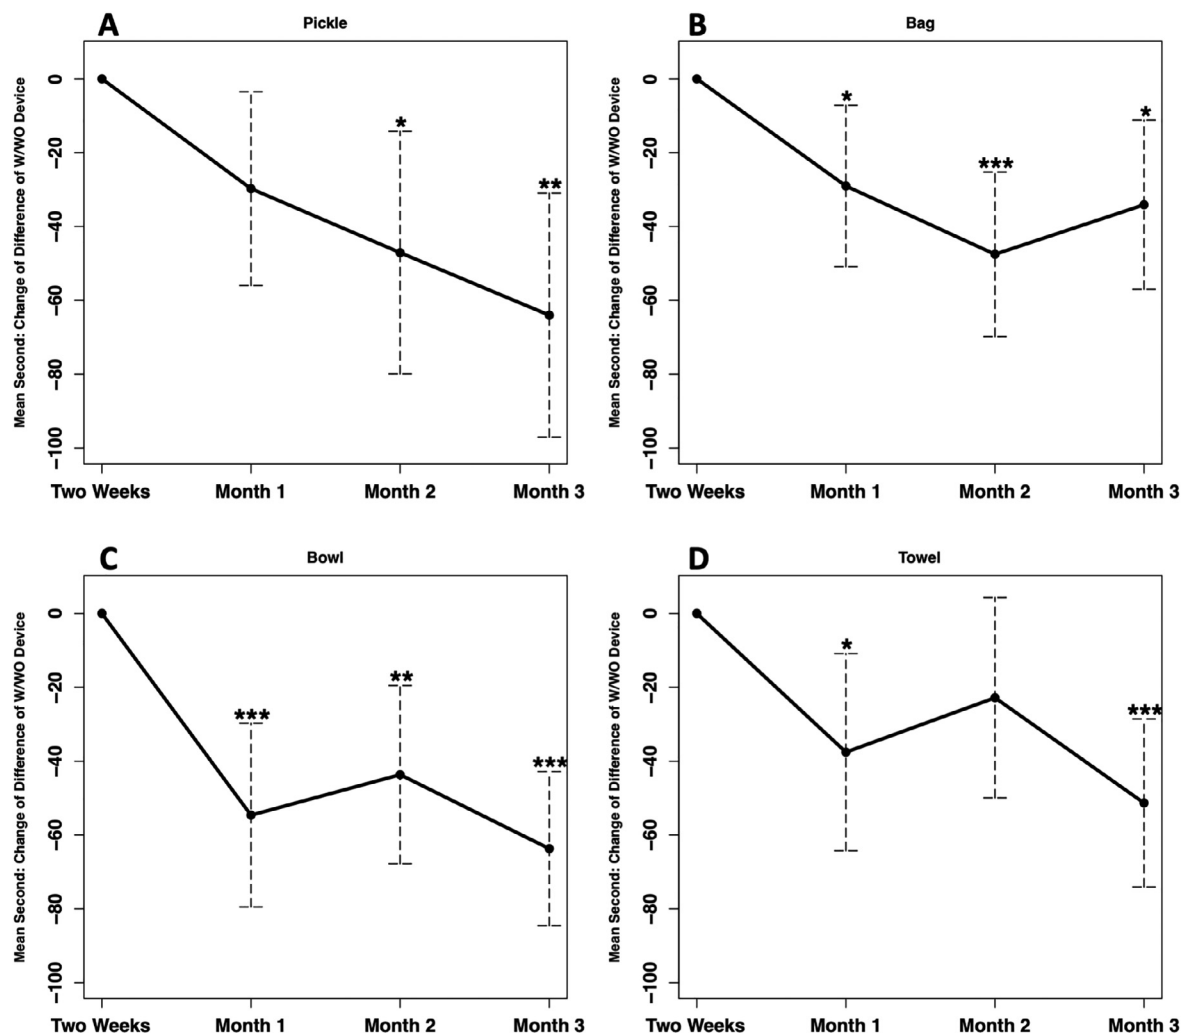 A Pickle
Mean Second: Change of Difference of W/WO Device
0
−20
−40
−60
−80
−100
*
**
Two Weeks Month 1 Month 2 Month 3
B Bag
Mean Second: Change of Difference of W/WO Device
0
−20
−40
−60
−80
−100
*
***
*
Two Weeks Month 1 Month 2 Month 3
C Bowl
Mean Second: Change of Difference of W/WO Device
0
−20
−40
−60
−80
−100
***
**
***
Two Weeks Month 1 Month 2 Month 3
D Towel
Mean Second: Change of Difference of W/WO Device
0
−20
−40
−60
−80
−100
*
***
Two Weeks Month 1 Month 2 Month 3